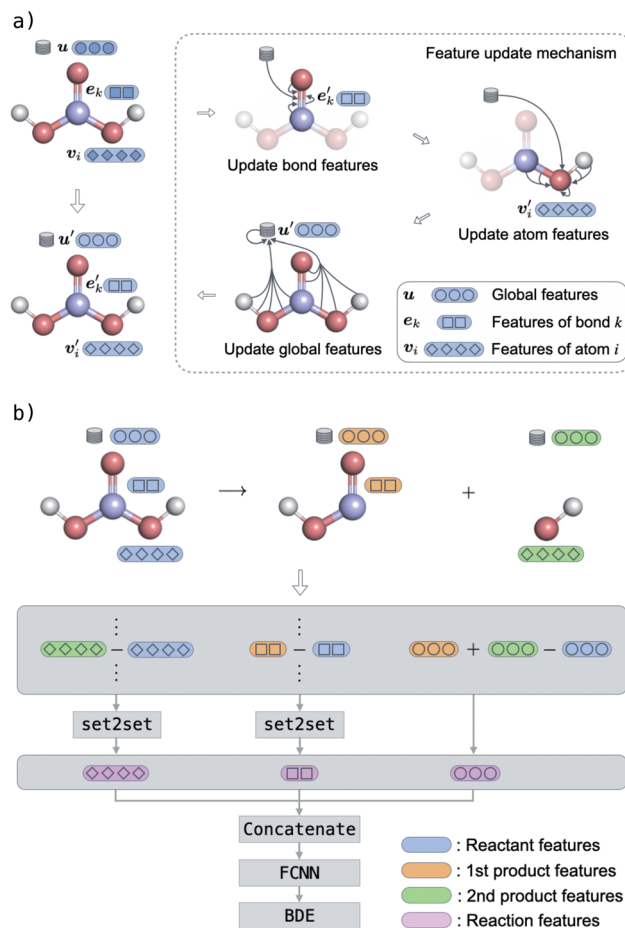 a)
u
Feature update mechanism
e_k
e'_k
v_i
Update bond features
v'_i
Update atom features
u'
u'
e'_k
v'_i
Update global features
u Global features
e_k Features of bond k
v_i Features of atom i
b)
→ +
⋮ ⋮
− − + −
⋮ ⋮
set2set set2set
Concatenate
FCNN
BDE
: Reactant features
: 1st product features
: 2nd product features
: Reaction features